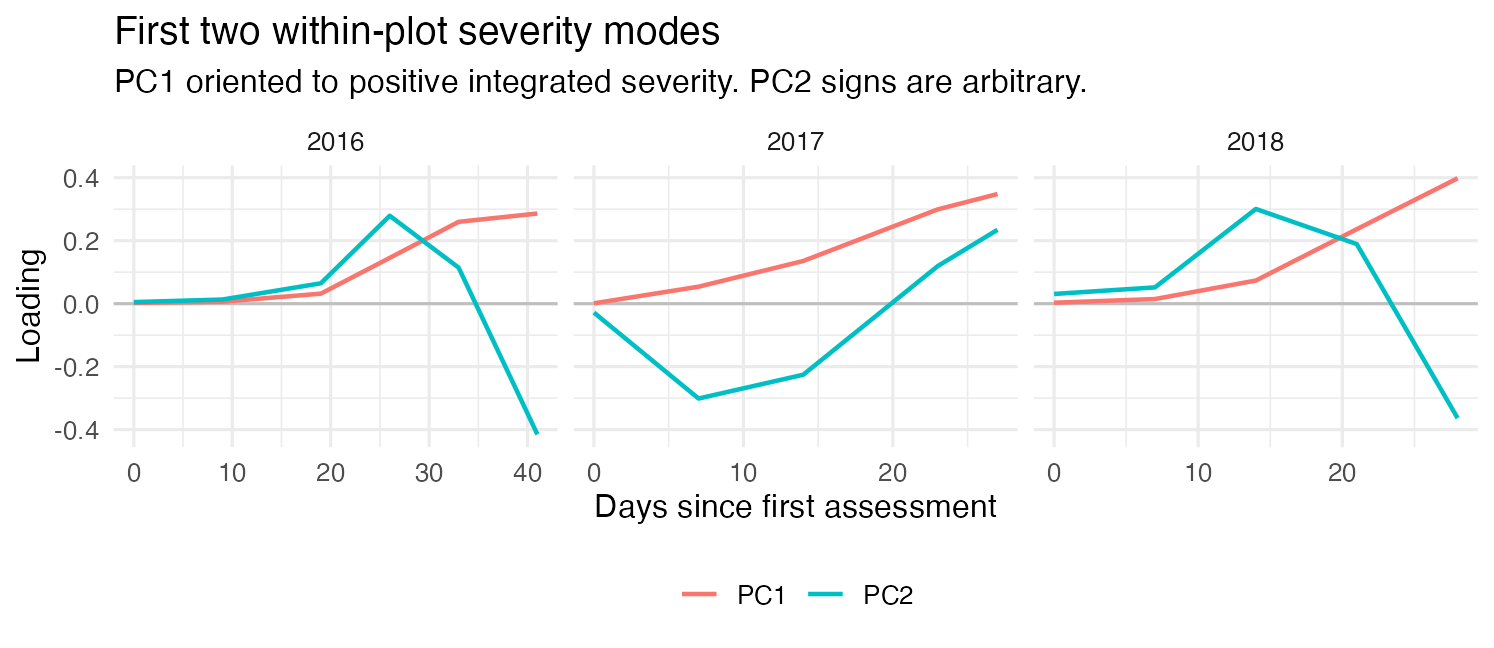 First two within-plot severity modes
PC1 oriented to positive integrated severity. PC2 signs are arbitrary.
2016 2017 2018
Loading
0.4
0.2
0.0
-0.2
-0.4
0 10 20 30 40 0 10 20 0 10 20
Days since first assessment
PC1 PC2